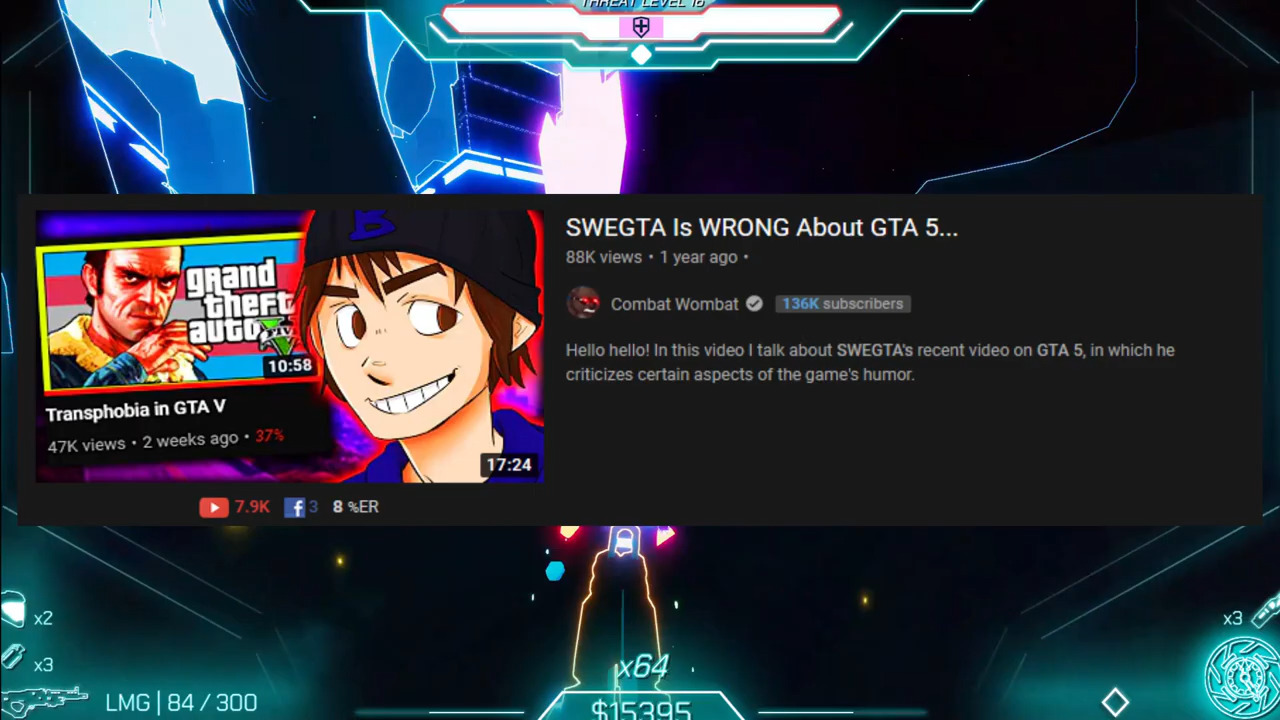 THREAT LEVEL 16
SWEGTA Is WRONG About GTA 5...
88K views • 1 year ago •
Combat Wombat
136K subscribers
Hello hello! In this video I talk about SWEGTA's recent video on GTA 5, in which he
criticizes certain aspects of the game's humor.
B
grand
theft
auto
V
10:58
Transphobia in GTA V
47K views • 2 weeks ago • 37%
17:24
7.9K f 3 8 %ER
x2
x3
LMG | 84 / 300
x64
$15395
x3